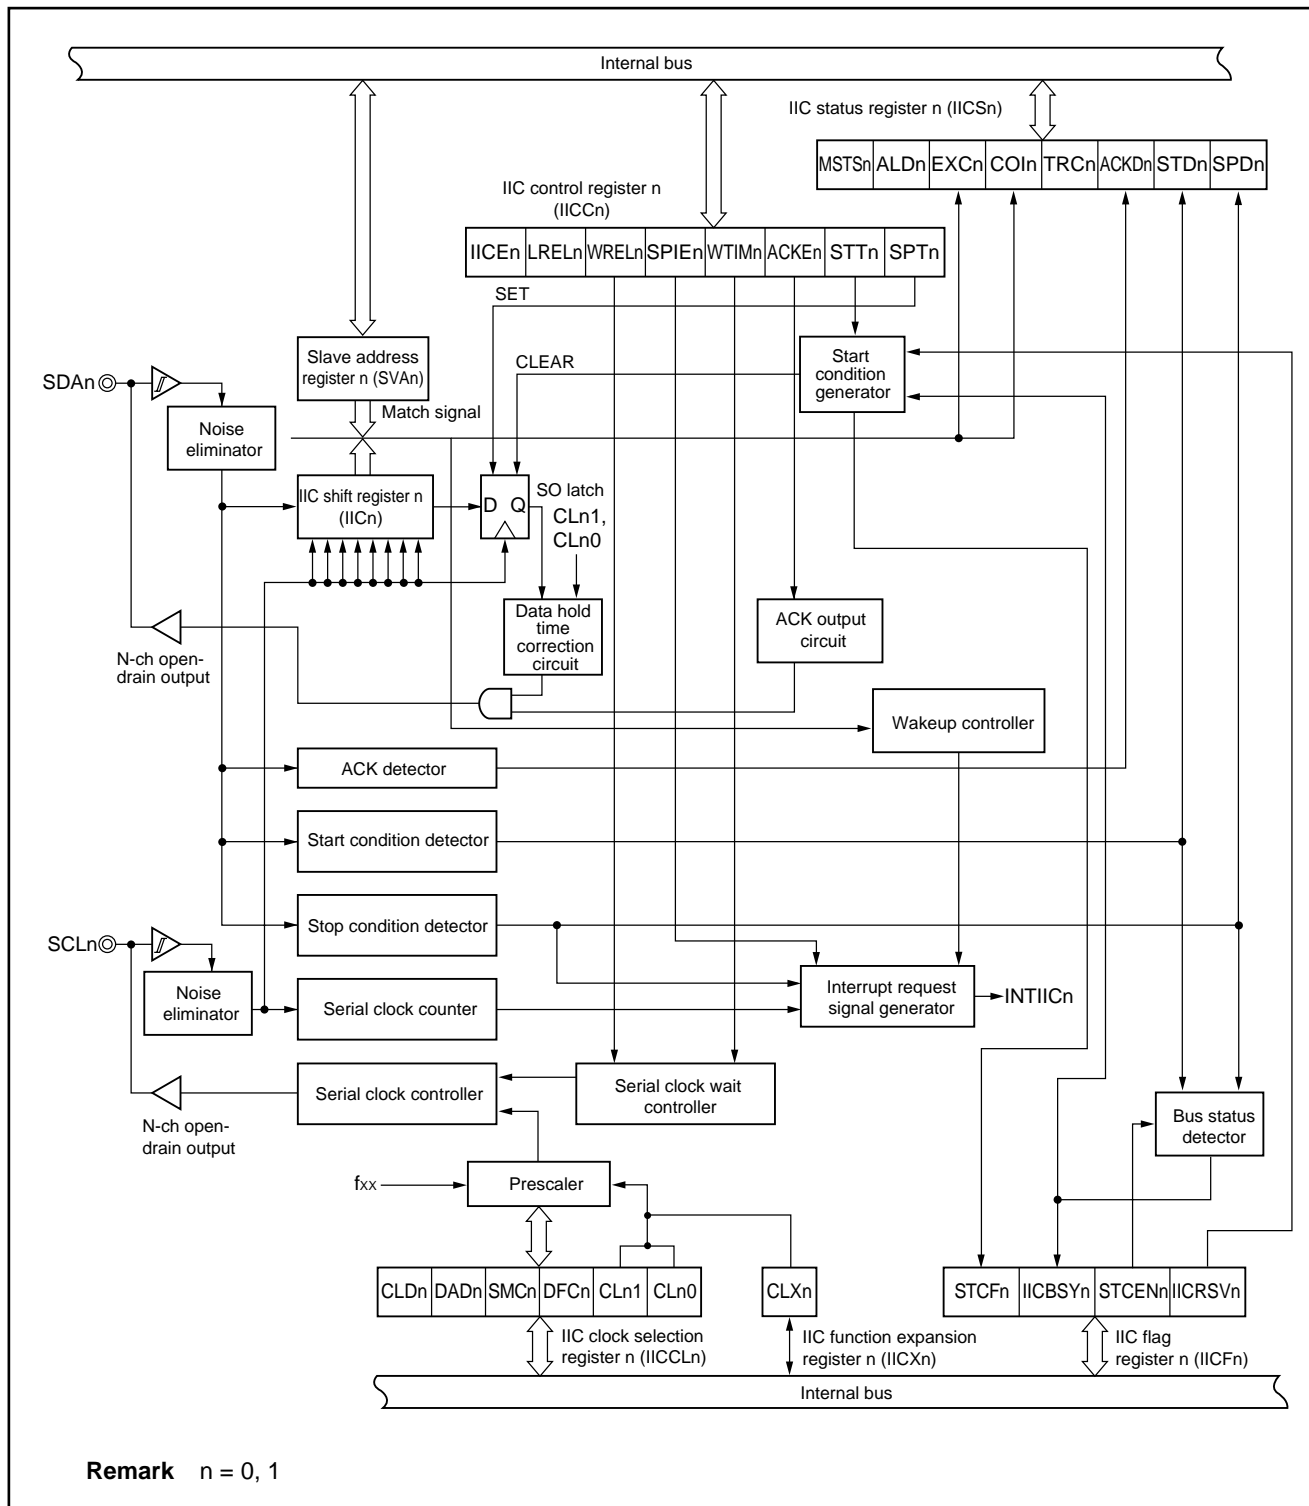 Internal bus
IIC status register n (IICSn)
MSTSn ALDn EXCn COIn TRCn ACKDn STDn SPDn
IIC control register n
(IICCn)
IICEn LRELn WRELn SPIEn WTIMn ACKEn STTn SPTn
SET
Slave address
register n (SVAn)
CLEAR
Start
condition
generator
SDAn
Match signal
Noise
eliminator
IIC shift register n
(IICn)
D Q
SO latch
CLn1,
CLn0
Data hold
time
correction
circuit
ACK output
circuit
N-ch open-
drain output
Wakeup controller
ACK detector
Start condition detector
Stop condition detector
SCLn
Noise
eliminator
Serial clock counter
Interrupt request
signal generator
INTIICn
Serial clock controller
Serial clock wait
controller
N-ch open-
drain output
Bus status
detector
fxx
Prescaler
CLDn DADn SMCn DFCn CLn1 CLn0
CLXn
STCFn IICBSYn STCENn IICRSVn
IIC clock selection
register n (IICCLn)
IIC function expansion
register n (IICXn)
IIC flag
register n (IICFn)
Internal bus
Remark n = 0, 1